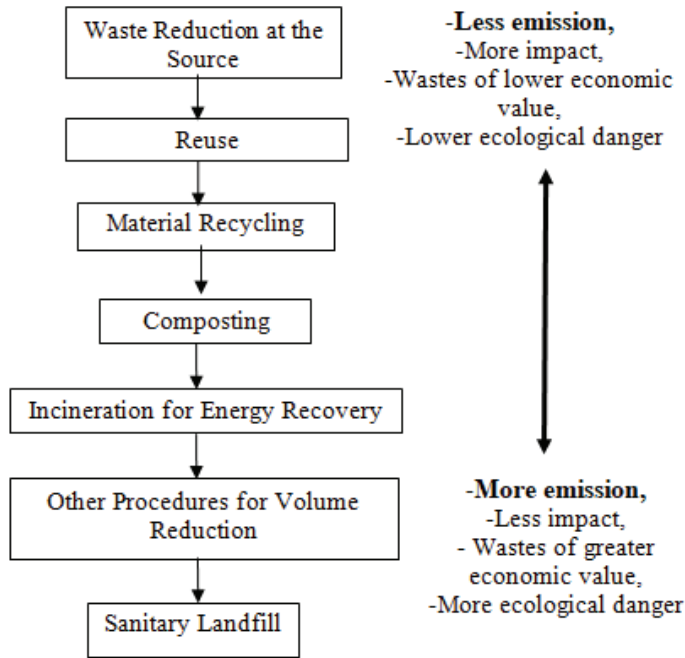 Waste Reduction at the
Source
Reuse
Material Recycling
Composting
Incineration for Energy Recovery
Other Procedures for Volume
Reduction
Sanitary Landfill
-Less emission,
-More impact,
-Wastes of lower economic
value,
-Lower ecological danger
-More emission,
-Less impact,
- Wastes of greater
economic value,
-More ecological danger